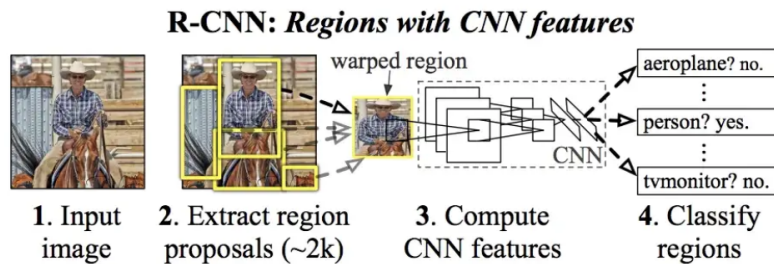 R-CNN: Regions with CNN features
warped region
aeroplane? no.
person? yes.
tvmonitor? no.
CNN
1. Input
image
2. Extract region
proposals (~2k)
3. Compute
CNN features
4. Classify
regions